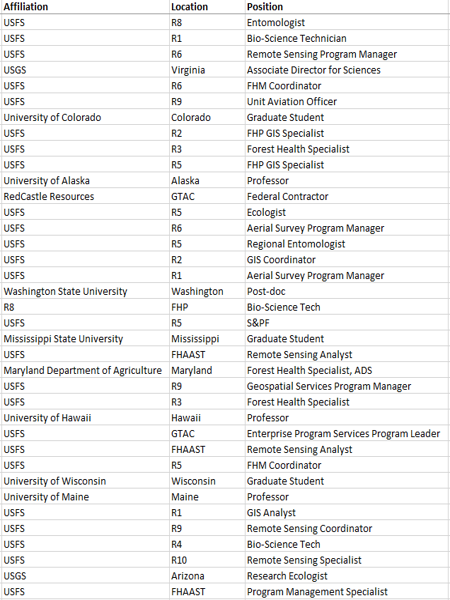 Affiliation Location Position
USFS R8 Entomologist
USFS R1 Bio-Science Technician
USFS R6 Remote Sensing Program Manager
USGS Virginia Associate Director for Sciences
USFS R6 FHM Coordinator
USFS R9 Unit Aviation Officer
University of Colorado Colorado Graduate Student
USFS R2 FHP GIS Specialist
USFS R3 Forest Health Specialist
USFS R5 FHP GIS Specialist
University of Alaska Alaska Professor
RedCastle Resources GTAC Federal Contractor
USFS R5 Ecologist
USFS R6 Aerial Survey Program Manager
USFS R5 Regional Entomologist
USFS R2 GIS Coordinator
USFS R1 Aerial Survey Program Manager
Washington State University Washington Post-doc
R8 FHP Bio-Science Tech
USFS R5 S&PF
Mississippi State University Mississippi Graduate Student
USFS FHAAST Remote Sensing Analyst
Maryland Department of Agriculture Maryland Forest Health Specialist, ADS
USFS R9 Geospatial Services Program Manager
USFS R3 Forest Health Specialist
University of Hawaii Hawaii Professor
USFS GTAC Enterprise Program Services Program Leader
USFS FHAAST Remote Sensing Analyst
USFS R5 FHM Coordinator
University of Wisconsin Wisconsin Graduate Student
University of Maine Maine Professor
USFS R1 GIS Analyst
USFS R9 Remote Sensing Coordinator
USFS R4 Bio-Science Tech
USFS R10 Remote Sensing Specialist
USGS Arizona Research Ecologist
USFS FHAAST Program Management Specialist